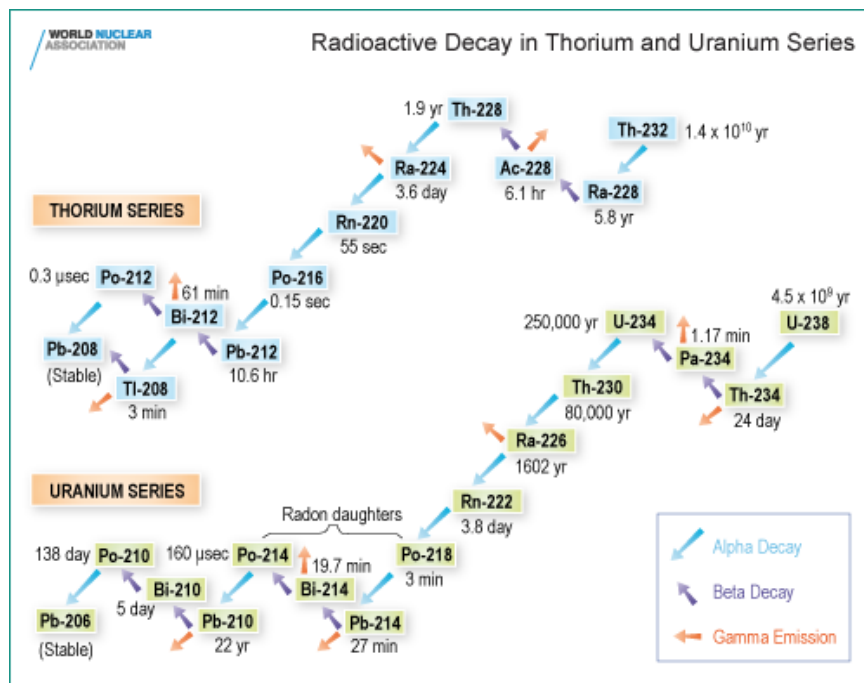 WORLD NUCLEAR
ASSOCIATION
Radioactive Decay in Thorium and Uranium Series
1.9 yr Th-228
Th-232 1.4 x 10¹⁰ yr
Ra-224
3.6 day
Ac-228
6.1 hr
Ra-228
5.8 yr
THORIUM SERIES
Rn-220
55 sec
0.3 µsec Po-212
61 min
Bi-212
Po-216
0.15 sec
Pb-208
(Stable)
Pb-212
10.6 hr
Tl-208
3 min
4.5 x 10⁹ yr
U-238
250,000 yr U-234
1.17 min
Pa-234
Th-234
24 day
Th-230
80,000 yr
Ra-226
1602 yr
URANIUM SERIES
Rn-222
3.8 day
Radon daughters
138 day Po-210
160 µsec Po-214
19.7 min
Po-218
3 min
Bi-210
5 day
Bi-214
Pb-206
(Stable)
Pb-210
22 yr
Pb-214
27 min
Alpha Decay
Beta Decay
Gamma Emission